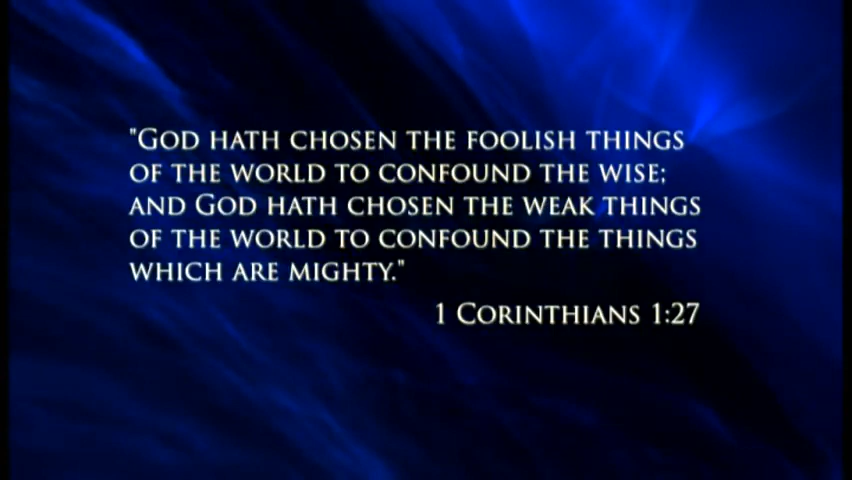 "God hath chosen the foolish things
of the world to confound the wise;
and God hath chosen the weak things
of the world to confound the things
which are mighty."
1 Corinthians 1:27